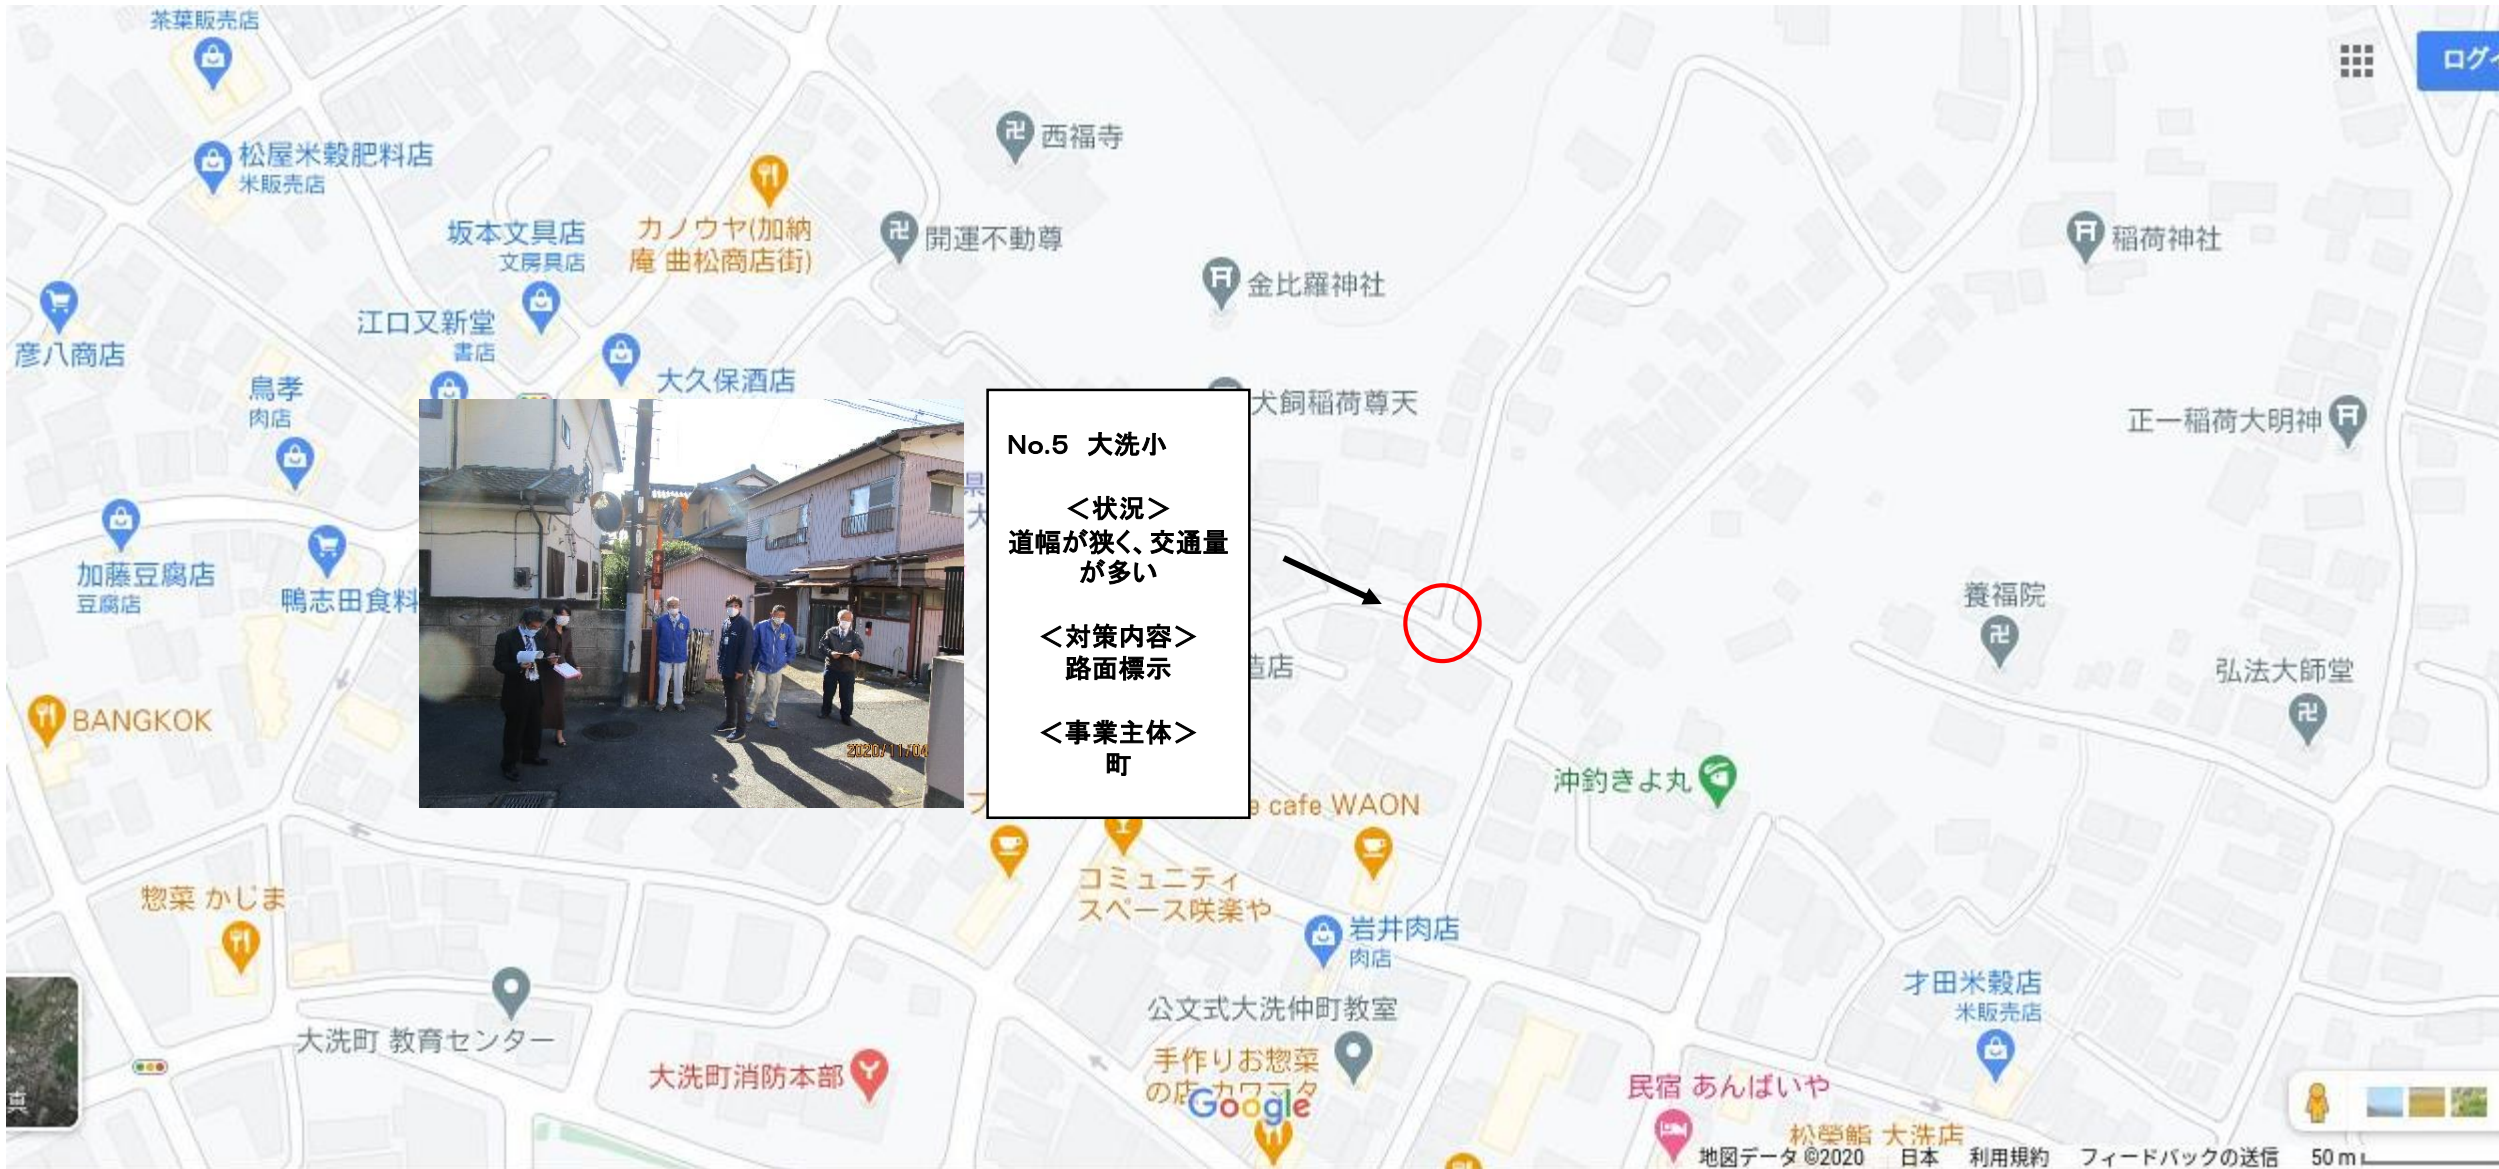 茶葉販売店
ログイ
松屋米穀肥料店
米販売店
西福寺
坂本文具店
文房具店
カノウヤ(加納
庵 曲松商店街)
開運不動尊
稲荷神社
金比羅神社
江口又新堂
書店
彦八商店
鳥孝
肉店
大久保酒店
犬飼稲荷尊天
正一稲荷大明神
No.5 大洗小
＜状況＞
道幅が狭く、交通量
が多い
＜対策内容＞
路面標示
＜事業主体＞
町
加藤豆腐店
豆腐店
鴨志田食料
養福院
造店
弘法大師堂
BANGKOK
2020/11/04
沖釣きよ丸
e cafe WAON
コミュニティ
スペース咲楽や
惣菜 かじま
岩井肉店
肉店
才田米穀店
米販売店
公文式大洗仲町教室
大洗町 教育センター
大洗町消防本部
手作りお惣菜
の店 カワマタ
Google
民宿 あんばいや
松榮鮨 大洗店
真
地図データ ©2020 日本 利用規約 フィードバックの送信 50 m